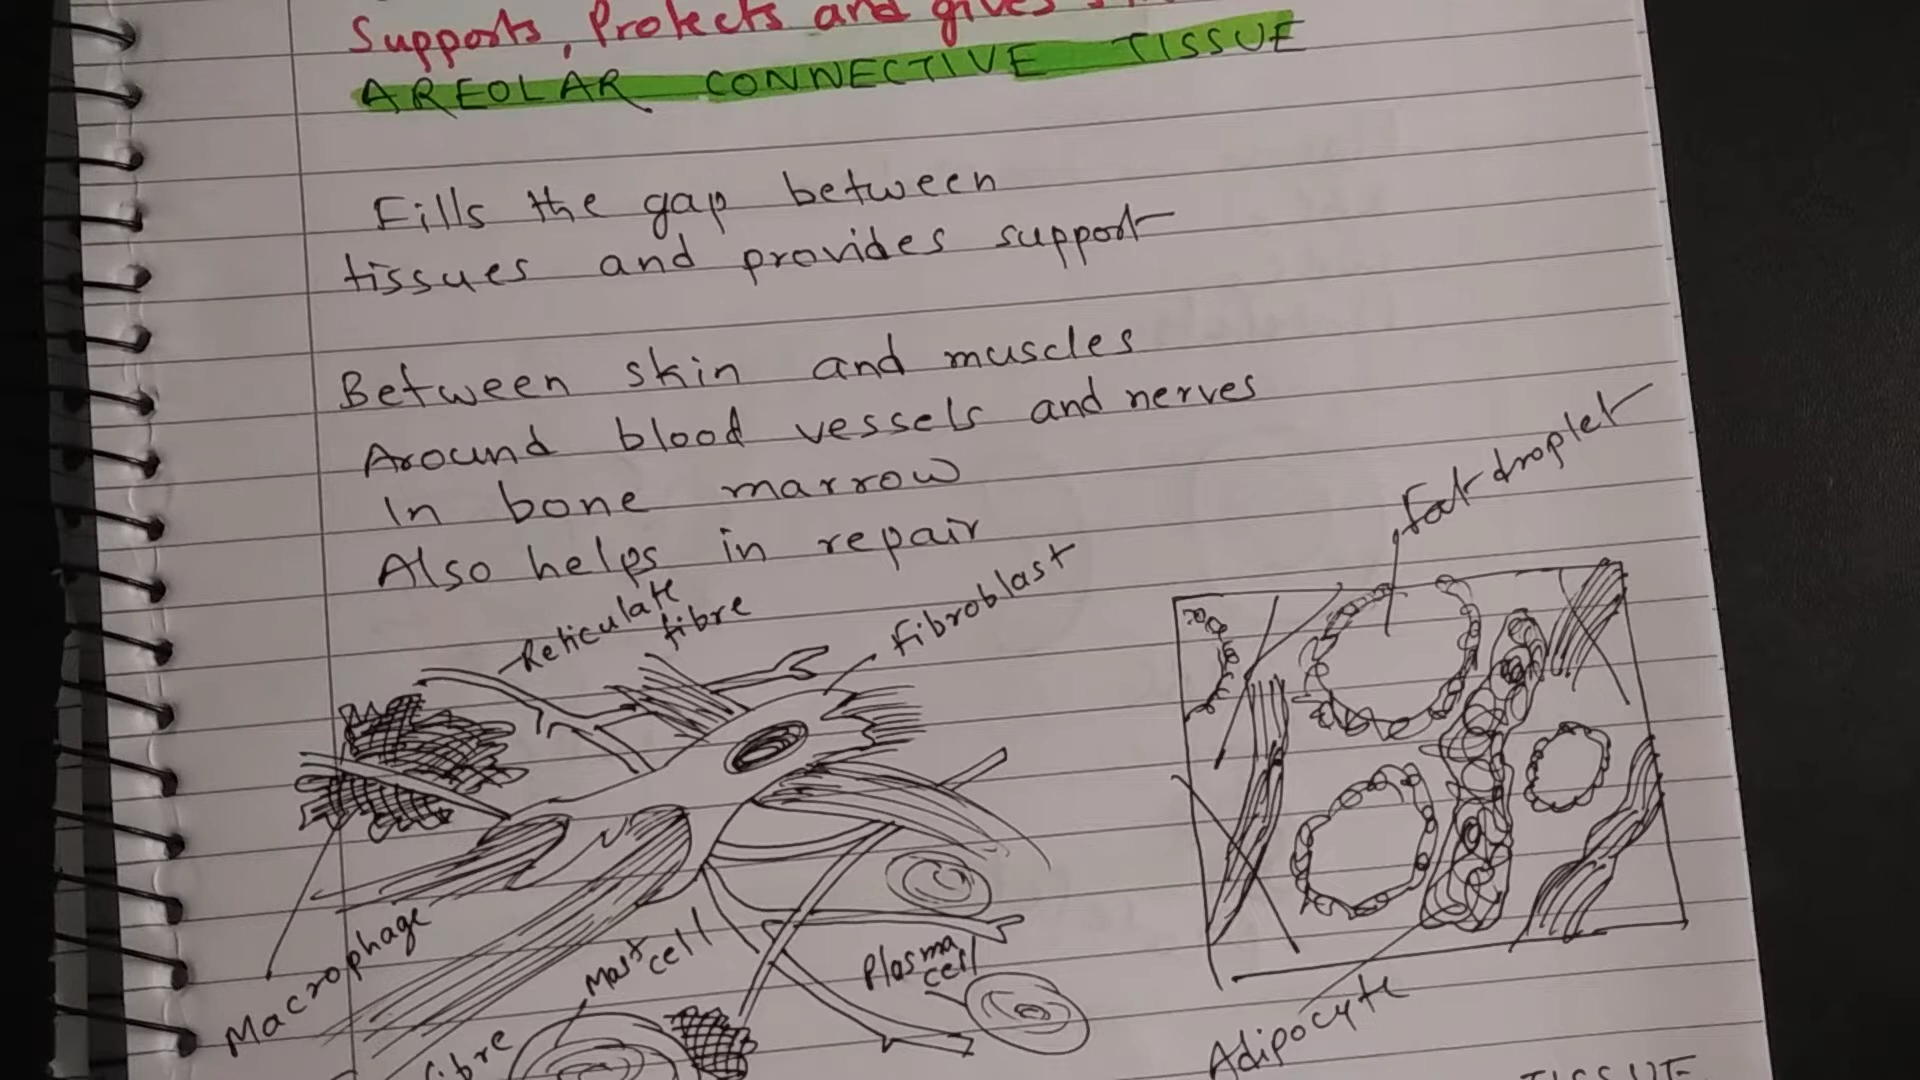 Supports, Protects and gives
AREOLAR CONNECTIVE TISSUE
Fills the gap between
tissues and provides support
Between skin and muscles
Around blood vessels and nerves
In bone marrow
Also helps in repair
Reticulate
fibre
Fibroblast
Fat droplet
Macrophage
Mast
cell
Plasma
cell
fibre
Adipocyte
TISSUE